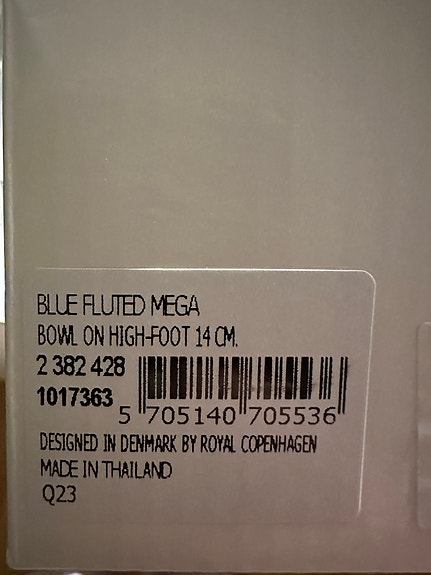 BLUE FLUTED MEGA
BOWL ON HIGH-FOOT 14 CM.
2 382 428
1017363
5 705140 705536
DESIGNED IN DENMARK BY ROYAL COPENHAGEN
MADE IN THAILAND
Q23